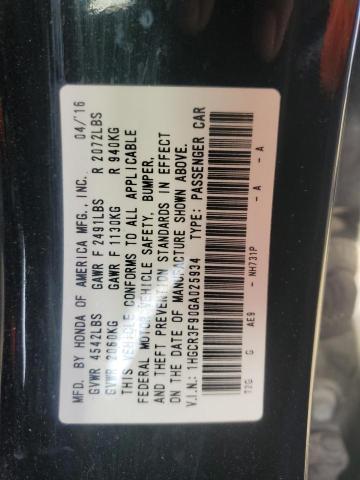 MFD. BY HONDA OF AMERICA MFG., INC. 04/16
GVWR 4542LBS GAWR F 2491LBS R 2072LBS
GVWR 2060KG GAWR F 1130KG R 940KG
THIS VEHICLE CONFORMS TO ALL APPLICABLE
FEDERAL MOTOR VEHICLE SAFETY, BUMPER,
AND THEFT PREVENTION STANDARDS IN EFFECT
ON THE DATE OF MANUFACTURE SHOWN ABOVE.
V.I.N.: 1HGCR3F90GA025934 TYPE: PASSENGER CAR
T2G G AE9 - NH731P - A - A